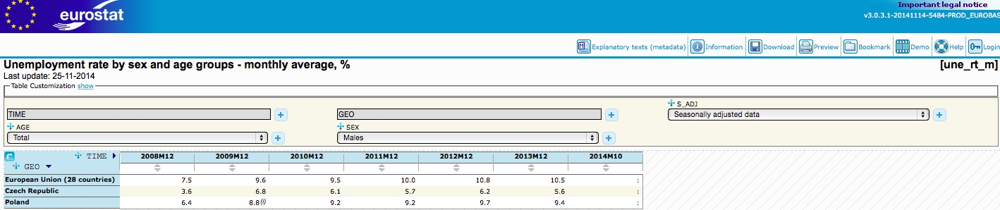 Important legal notice
eurostat
v3.0.3.1-20141114-5484-PROD_EUROBAS
Explanatory texts (metadata) Information Download Preview Bookmark Demo Help Login
Unemployment rate by sex and age groups - monthly average, % [une_rt_m]
Last update: 25-11-2014
Table Customization show
S_ADJ
TIME + GEO + Seasonally adjusted data +
AGE SEX
Total + Males +
TIME 2008M12 2009M12 2010M12 2011M12 2012M12 2013M12 2014M10
GEO
European Union (28 countries) 7.5 9.6 9.5 10.0 10.8 10.5 :
Czech Republic 3.6 6.8 6.1 5.7 6.2 5.6 :
Poland 6.4 8.8(i) 9.2 9.2 9.7 9.4 :